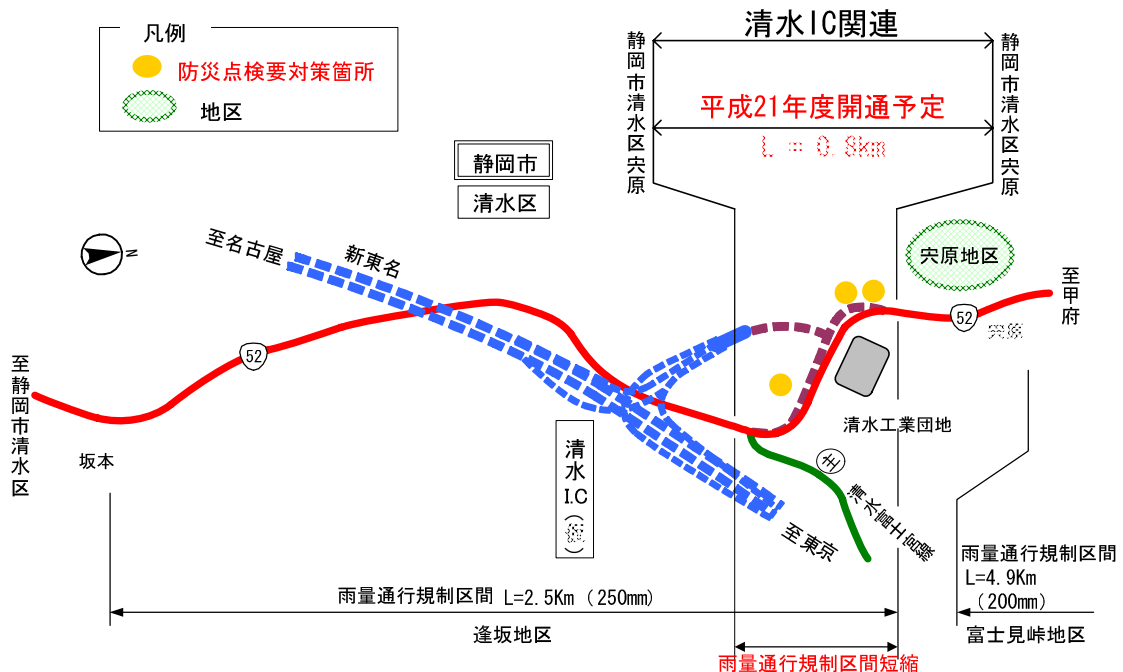 凡例
防災点検要対策箇所
地区
静岡市
清水区
清水IC関連
平成21年度開通予定
L = 0.8km
静岡市清水区宍原
静岡市清水区宍原
N
至名古屋
新東名
宍原地区
至甲府
52
宍原
52
至静岡市清水区
坂本
清水I.C(仮)
清水工業団地
主
清水富士宮線
至東京
雨量通行規制区間 L=2.5Km (250mm)
逢坂地区
雨量通行規制区間
L=4.9Km
(200mm)
富士見峠地区
雨量通行規制区間短縮